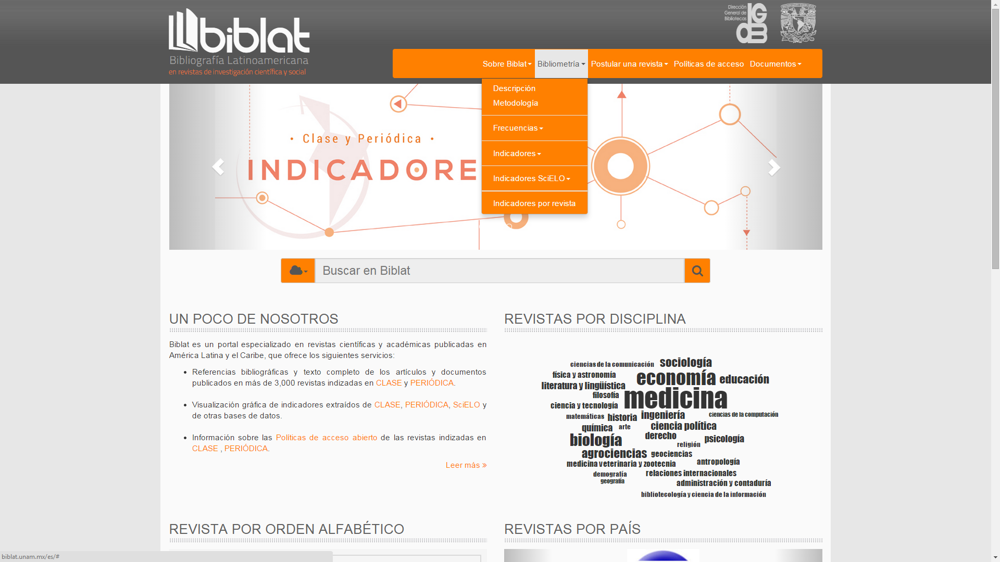 biblat
Bibliografía Latinoamericana
en revistas de investigación científica y social
Dirección
General de
Bibliotecas
DGB
Sobre Biblat
Bibliometría
Postular una revista
Políticas de acceso
Documentos
Descripción
Metodología
Frecuencias
Indicadores
Indicadores SciELO
Indicadores por revista
• Clase y Periódica •
INDICADORE
Buscar en Biblat
UN POCO DE NOSOTROS
Biblat es un portal especializado en revistas científicas y académicas publicadas en
América Latina y el Caribe, que ofrece los siguientes servicios:
• Referencias bibliográficas y texto completo de los artículos y documentos
publicados en más de 3,000 revistas indizadas en CLASE y PERIÓDICA.
• Visualización gráfica de indicadores extraídos de CLASE, PERIÓDICA, SciELO y
de otras bases de datos.
• Información sobre las Políticas de acceso abierto de las revistas indizadas en
CLASE , PERIÓDICA.
Leer más »
REVISTAS POR DISCIPLINA
ciencias de la comunicación
sociología
física y astronomía
economía
educación
literatura y lingüística
filosofía
medicina
ciencia y tecnología
matemáticas
historia
ingeniería
ciencias de la computación
química
arte
ciencia política
biología
derecho
psicología
religión
agrociencias
geociencias
medicina veterinaria y zootecnia
antropología
demografía
relaciones internacionales
geografía
administración y contaduría
bibliotecología y ciencia de la información
REVISTA POR ORDEN ALFABÉTICO
REVISTAS POR PAÍS
biblat.unam.mx/es/#